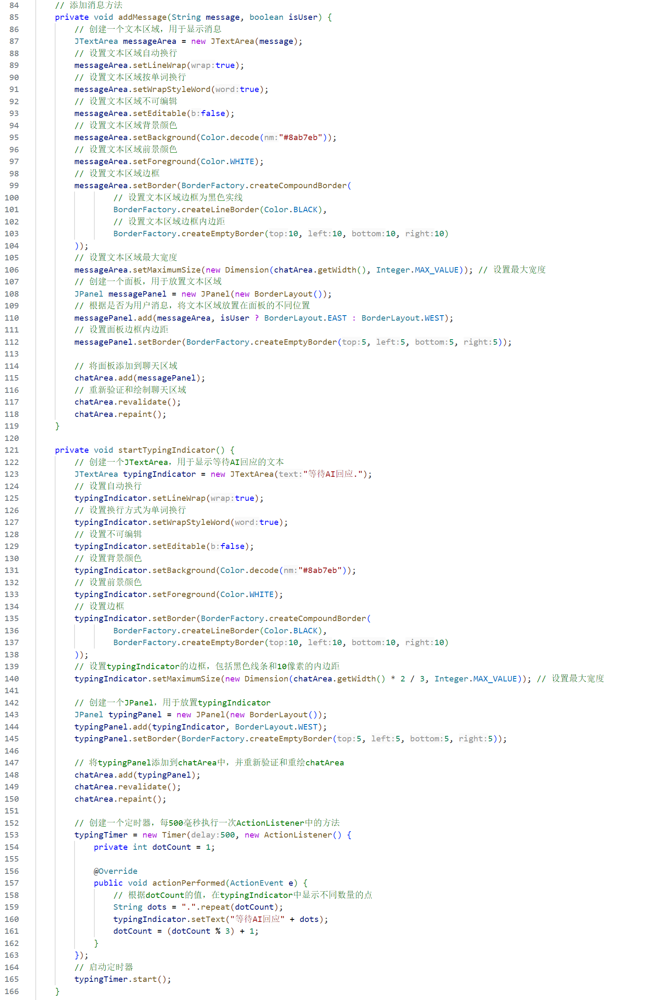 84 // 添加消息方法
85 private void addMessage(String message, boolean isUser) {
86 // 创建一个文本区域，用于显示消息
87 JTextArea messageArea = new JTextArea(message);
88 // 设置文本区域自动换行
89 messageArea.setLineWrap(wrap:true);
90 // 设置文本区域按单词换行
91 messageArea.setWrapStyleWord(word:true);
92 // 设置文本区域不可编辑
93 messageArea.setEditable(b:false);
94 // 设置文本区域背景颜色
95 messageArea.setBackground(Color.decode(nm:"#8ab7eb"));
96 // 设置文本区域前景颜色
97 messageArea.setForeground(Color.WHITE);
98 // 设置文本区域边框
99 messageArea.setBorder(BorderFactory.createCompoundBorder(
100 // 设置文本区域边框为黑色实线
101 BorderFactory.createLineBorder(Color.BLACK),
102 // 设置文本区域边框内边距
103 BorderFactory.createEmptyBorder(top:10, left:10, bottom:10, right:10)
104 ));
105 // 设置文本区域最大宽度
106 messageArea.setMaximumSize(new Dimension(chatArea.getWidth(), Integer.MAX_VALUE)); // 设置最大宽度
107 // 创建一个面板，用于放置文本区域
108 JPanel messagePanel = new JPanel(new BorderLayout());
109 // 根据是否为用户消息，将文本区域放置在面板的不同位置
110 messagePanel.add(messageArea, isUser ? BorderLayout.EAST : BorderLayout.WEST);
111 // 设置面板边框内边距
112 messagePanel.setBorder(BorderFactory.createEmptyBorder(top:5, left:5, bottom:5, right:5));
113
114 // 将面板添加到聊天区域
115 chatArea.add(messagePanel);
116 // 重新验证和绘制聊天区域
117 chatArea.revalidate();
118 chatArea.repaint();
119 }
120
121 private void startTypingIndicator() {
122 // 创建一个JTextArea，用于显示等待AI回应的文本
123 JTextArea typingIndicator = new JTextArea(text:"等待AI回应.");
124 // 设置自动换行
125 typingIndicator.setLineWrap(wrap:true);
126 // 设置换行方式为单词换行
127 typingIndicator.setWrapStyleWord(word:true);
128 // 设置不可编辑
129 typingIndicator.setEditable(b:false);
130 // 设置背景颜色
131 typingIndicator.setBackground(Color.decode(nm:"#8ab7eb"));
132 // 设置前景颜色
133 typingIndicator.setForeground(Color.WHITE);
134 // 设置边框
135 typingIndicator.setBorder(BorderFactory.createCompoundBorder(
136 BorderFactory.createLineBorder(Color.BLACK),
137 BorderFactory.createEmptyBorder(top:10, left:10, bottom:10, right:10)
138 ));
139 // 设置typingIndicator的边框，包括黑色线条和10像素的内边距
140 typingIndicator.setMaximumSize(new Dimension(chatArea.getWidth() * 2 / 3, Integer.MAX_VALUE)); // 设置最大宽度
141
142 // 创建一个JPanel，用于放置typingIndicator
143 JPanel typingPanel = new JPanel(new BorderLayout());
144 typingPanel.add(typingIndicator, BorderLayout.WEST);
145 typingPanel.setBorder(BorderFactory.createEmptyBorder(top:5, left:5, bottom:5, right:5));
146
147 // 将typingPanel添加到chatArea中，并重新验证和重绘chatArea
148 chatArea.add(typingPanel);
149 chatArea.revalidate();
150 chatArea.repaint();
151
152 // 创建一个定时器，每500毫秒执行一次ActionListener中的方法
153 typingTimer = new Timer(delay:500, new ActionListener() {
154 private int dotCount = 1;
155
156 @Override
157 public void actionPerformed(ActionEvent e) {
158 // 根据dotCount的值，在typingIndicator中显示不同数量的点
159 String dots = ".".repeat(dotCount);
160 typingIndicator.setText("等待AI回应" + dots);
161 dotCount = (dotCount % 3) + 1;
162 }
163 });
164 // 启动定时器
165 typingTimer.start();
166 }